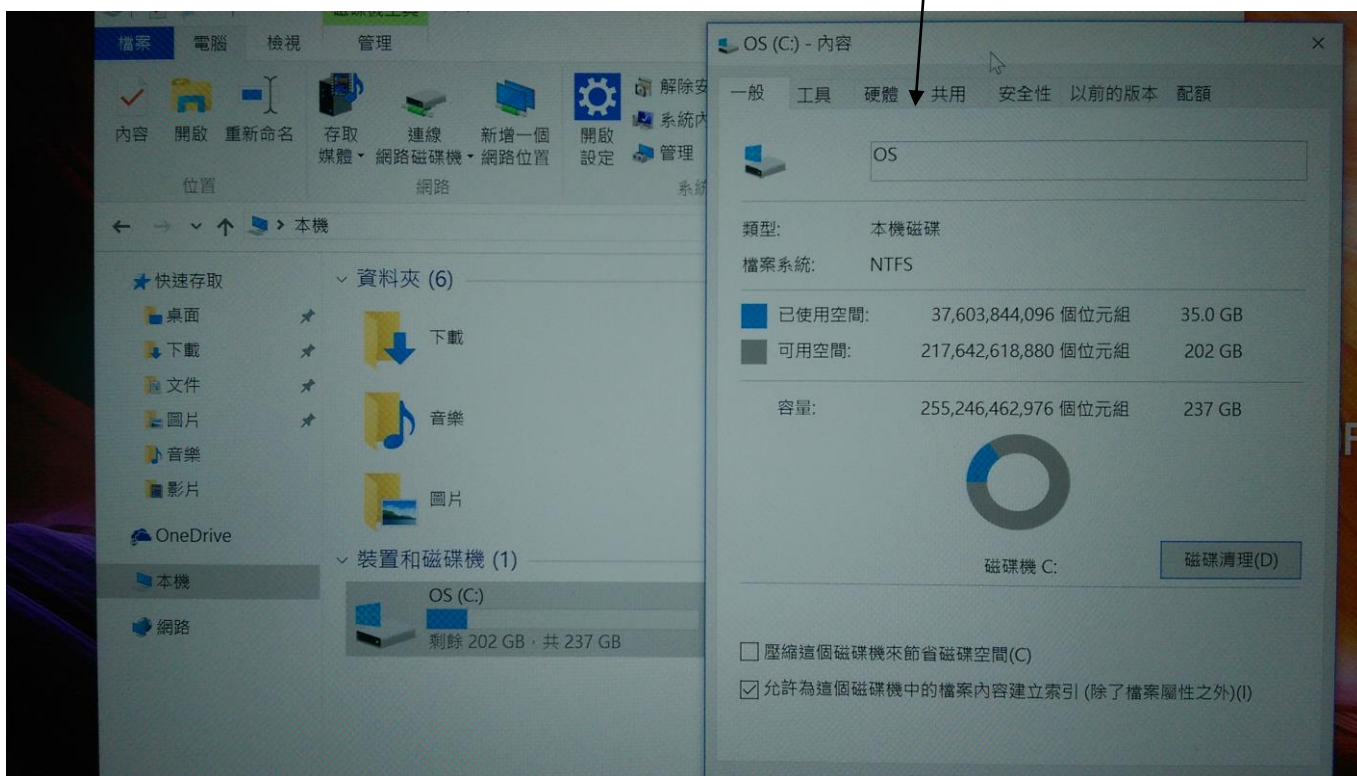 檔案 電腦 檢視 管理
內容 開啟 重新命名 存取媒體 連線網路磁碟機 新增一個網路位置 開啟設定
管理
位置 網路
本機
快速存取
桌面
下載
文件
圖片
音樂
影片
OneDrive
本機
網路
資料夾 (6)
下載
音樂
圖片
裝置和磁碟機 (1)
OS (C:)
剩餘 202 GB,共 237 GB
OS (C:) - 內容
一般 工具 硬體 共用 安全性 以前的版本 配額
OS
類型: 本機磁碟
檔案系統: NTFS
已使用空間: 37,603,844,096 個位元組 35.0 GB
可用空間: 217,642,618,880 個位元組 202 GB
容量: 255,246,462,976 個位元組 237 GB
磁碟機 C:
磁碟清理(D)
壓縮這個磁碟機來節省磁碟空間(C)
允許為這個磁碟機中的檔案內容建立索引 (除了檔案屬性之外)(I)